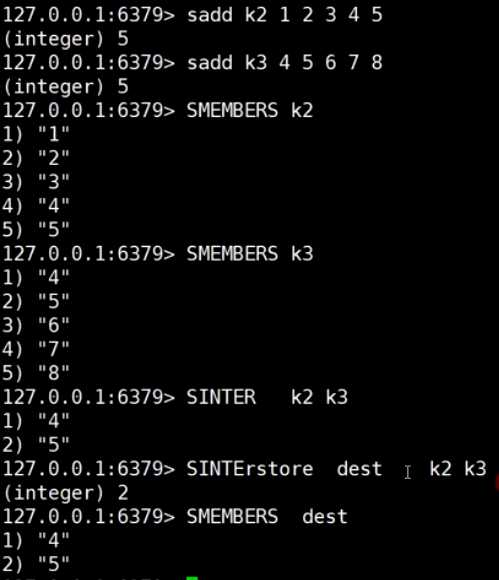 127.0.0.1:6379> sadd k2 1 2 3 4 5
(integer) 5
127.0.0.1:6379> sadd k3 4 5 6 7 8
(integer) 5
127.0.0.1:6379> SMEMBERS k2
1) "1"
2) "2"
3) "3"
4) "4"
5) "5"
127.0.0.1:6379> SMEMBERS k3
1) "4"
2) "5"
3) "6"
4) "7"
5) "8"
127.0.0.1:6379> SINTER   k2 k3
1) "4"
2) "5"
127.0.0.1:6379> SINTErstore  dest    k2 k3
(integer) 2
127.0.0.1:6379> SMEMBERS  dest
1) "4"
2) "5"